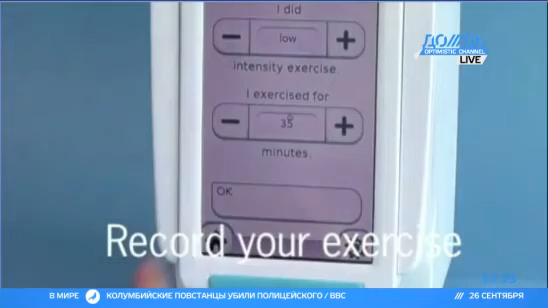 I did
low
intensity exercise.
I exercised for
35
minutes.
OK
Record your exercise
ДОЖДЬ
OPTIMISTIC CHANNEL
LIVE
В МИРЕ
КОЛУМБИЙСКИЕ ПОВСТАНЦЫ УБИЛИ ПОЛИЦЕЙСКОГО / BBC
/// 26 СЕНТЯБРЯ